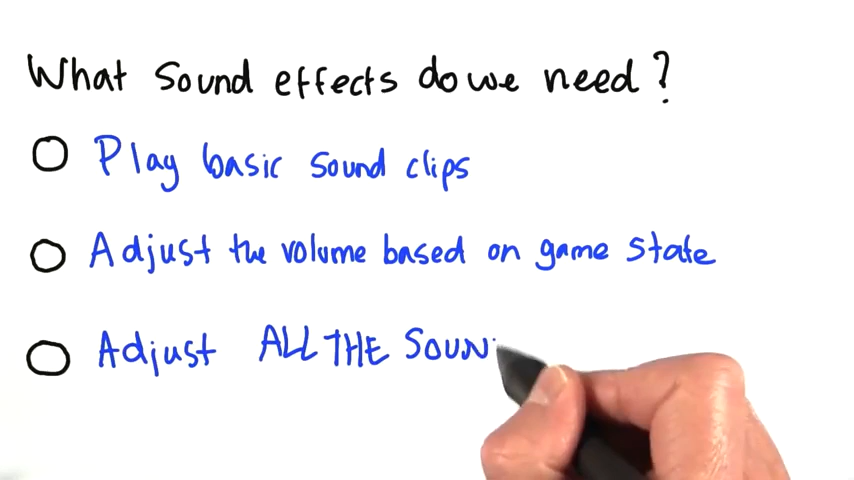 What sound effects do we need?
Play basic sound clips
Adjust the volume based on game state
Adjust ALL THE SOUN